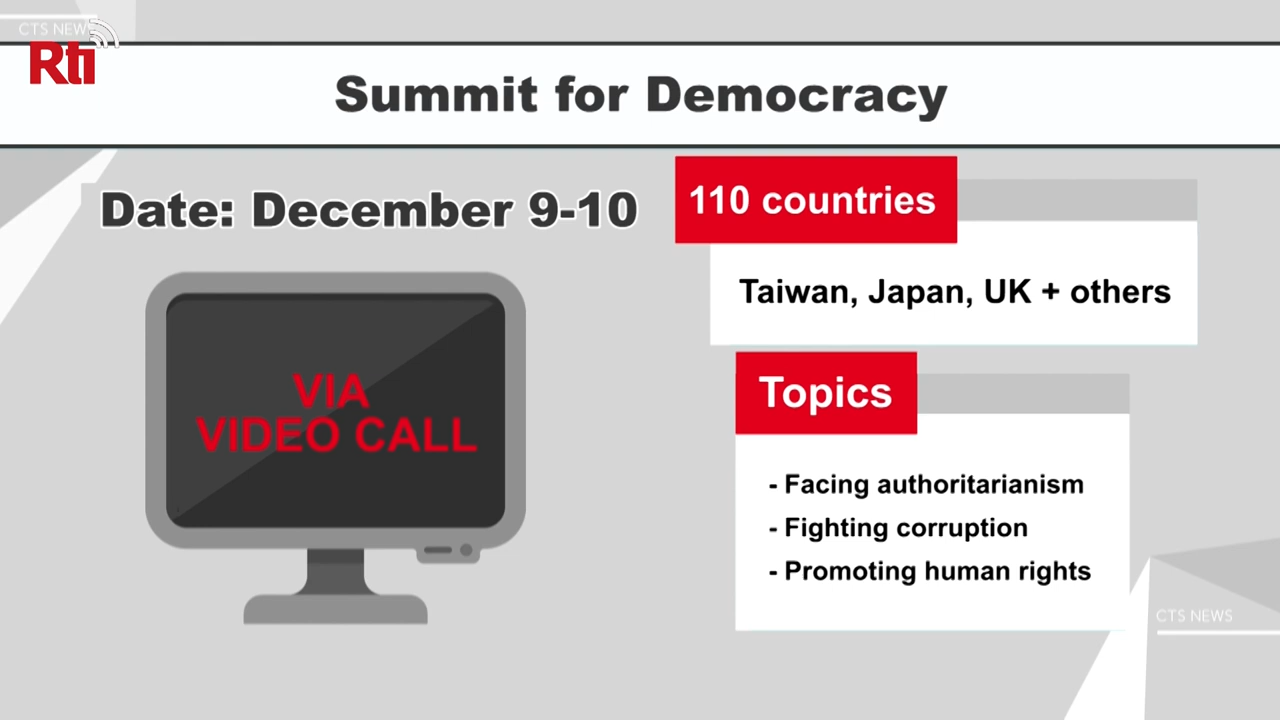 CTS NEWS
Rti
Summit for Democracy
Date: December 9-10
VIA
VIDEO CALL
110 countries
Taiwan, Japan, UK + others
Topics
- Facing authoritarianism
- Fighting corruption
- Promoting human rights
CTS NEWS